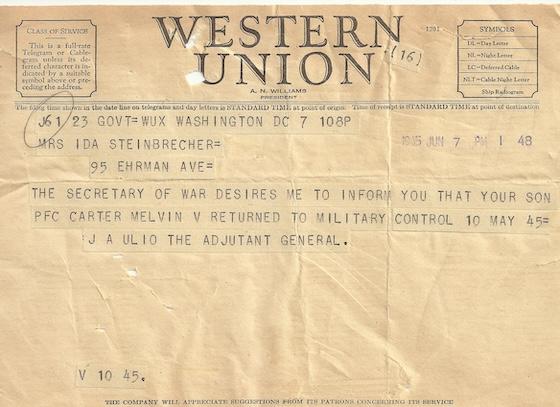 CLASS OF SERVICE
This is a full-rate
Telegram or Cable-
gram unless its de-
ferred character is in-
dicated by a suitable
symbol above or pre-
ceding the address.
WESTERN
UNION
A. N. WILLIAMS
PRESIDENT
1201
(16)
SYMBOLS
DL=Day Letter
NL=Night Letter
LC=Deferred Cable
NLT=Cable Night Letter
Ship Radiogram
The filing time shown in the date line on telegrams and day letters is STANDARD TIME at point of origin. Time of receipt is STANDARD TIME at point of destination
J61 23 GOVT=WUX WASHINGTON DC 7 108P
MRS IDA STEINBRECHER=
1945 JUN 7 PM 1 48
95 EHRMAN AVE=
THE SECRETARY OF WAR DESIRES ME TO INFORM YOU THAT YOUR SON
PFC CARTER MELVIN V RETURNED TO MILITARY CONTROL 10 MAY 45=
J A ULIO THE ADJUTANT GENERAL.
V 10 45.
THE COMPANY WILL APPRECIATE SUGGESTIONS FROM ITS PATRONS CONCERNING ITS SERVICE